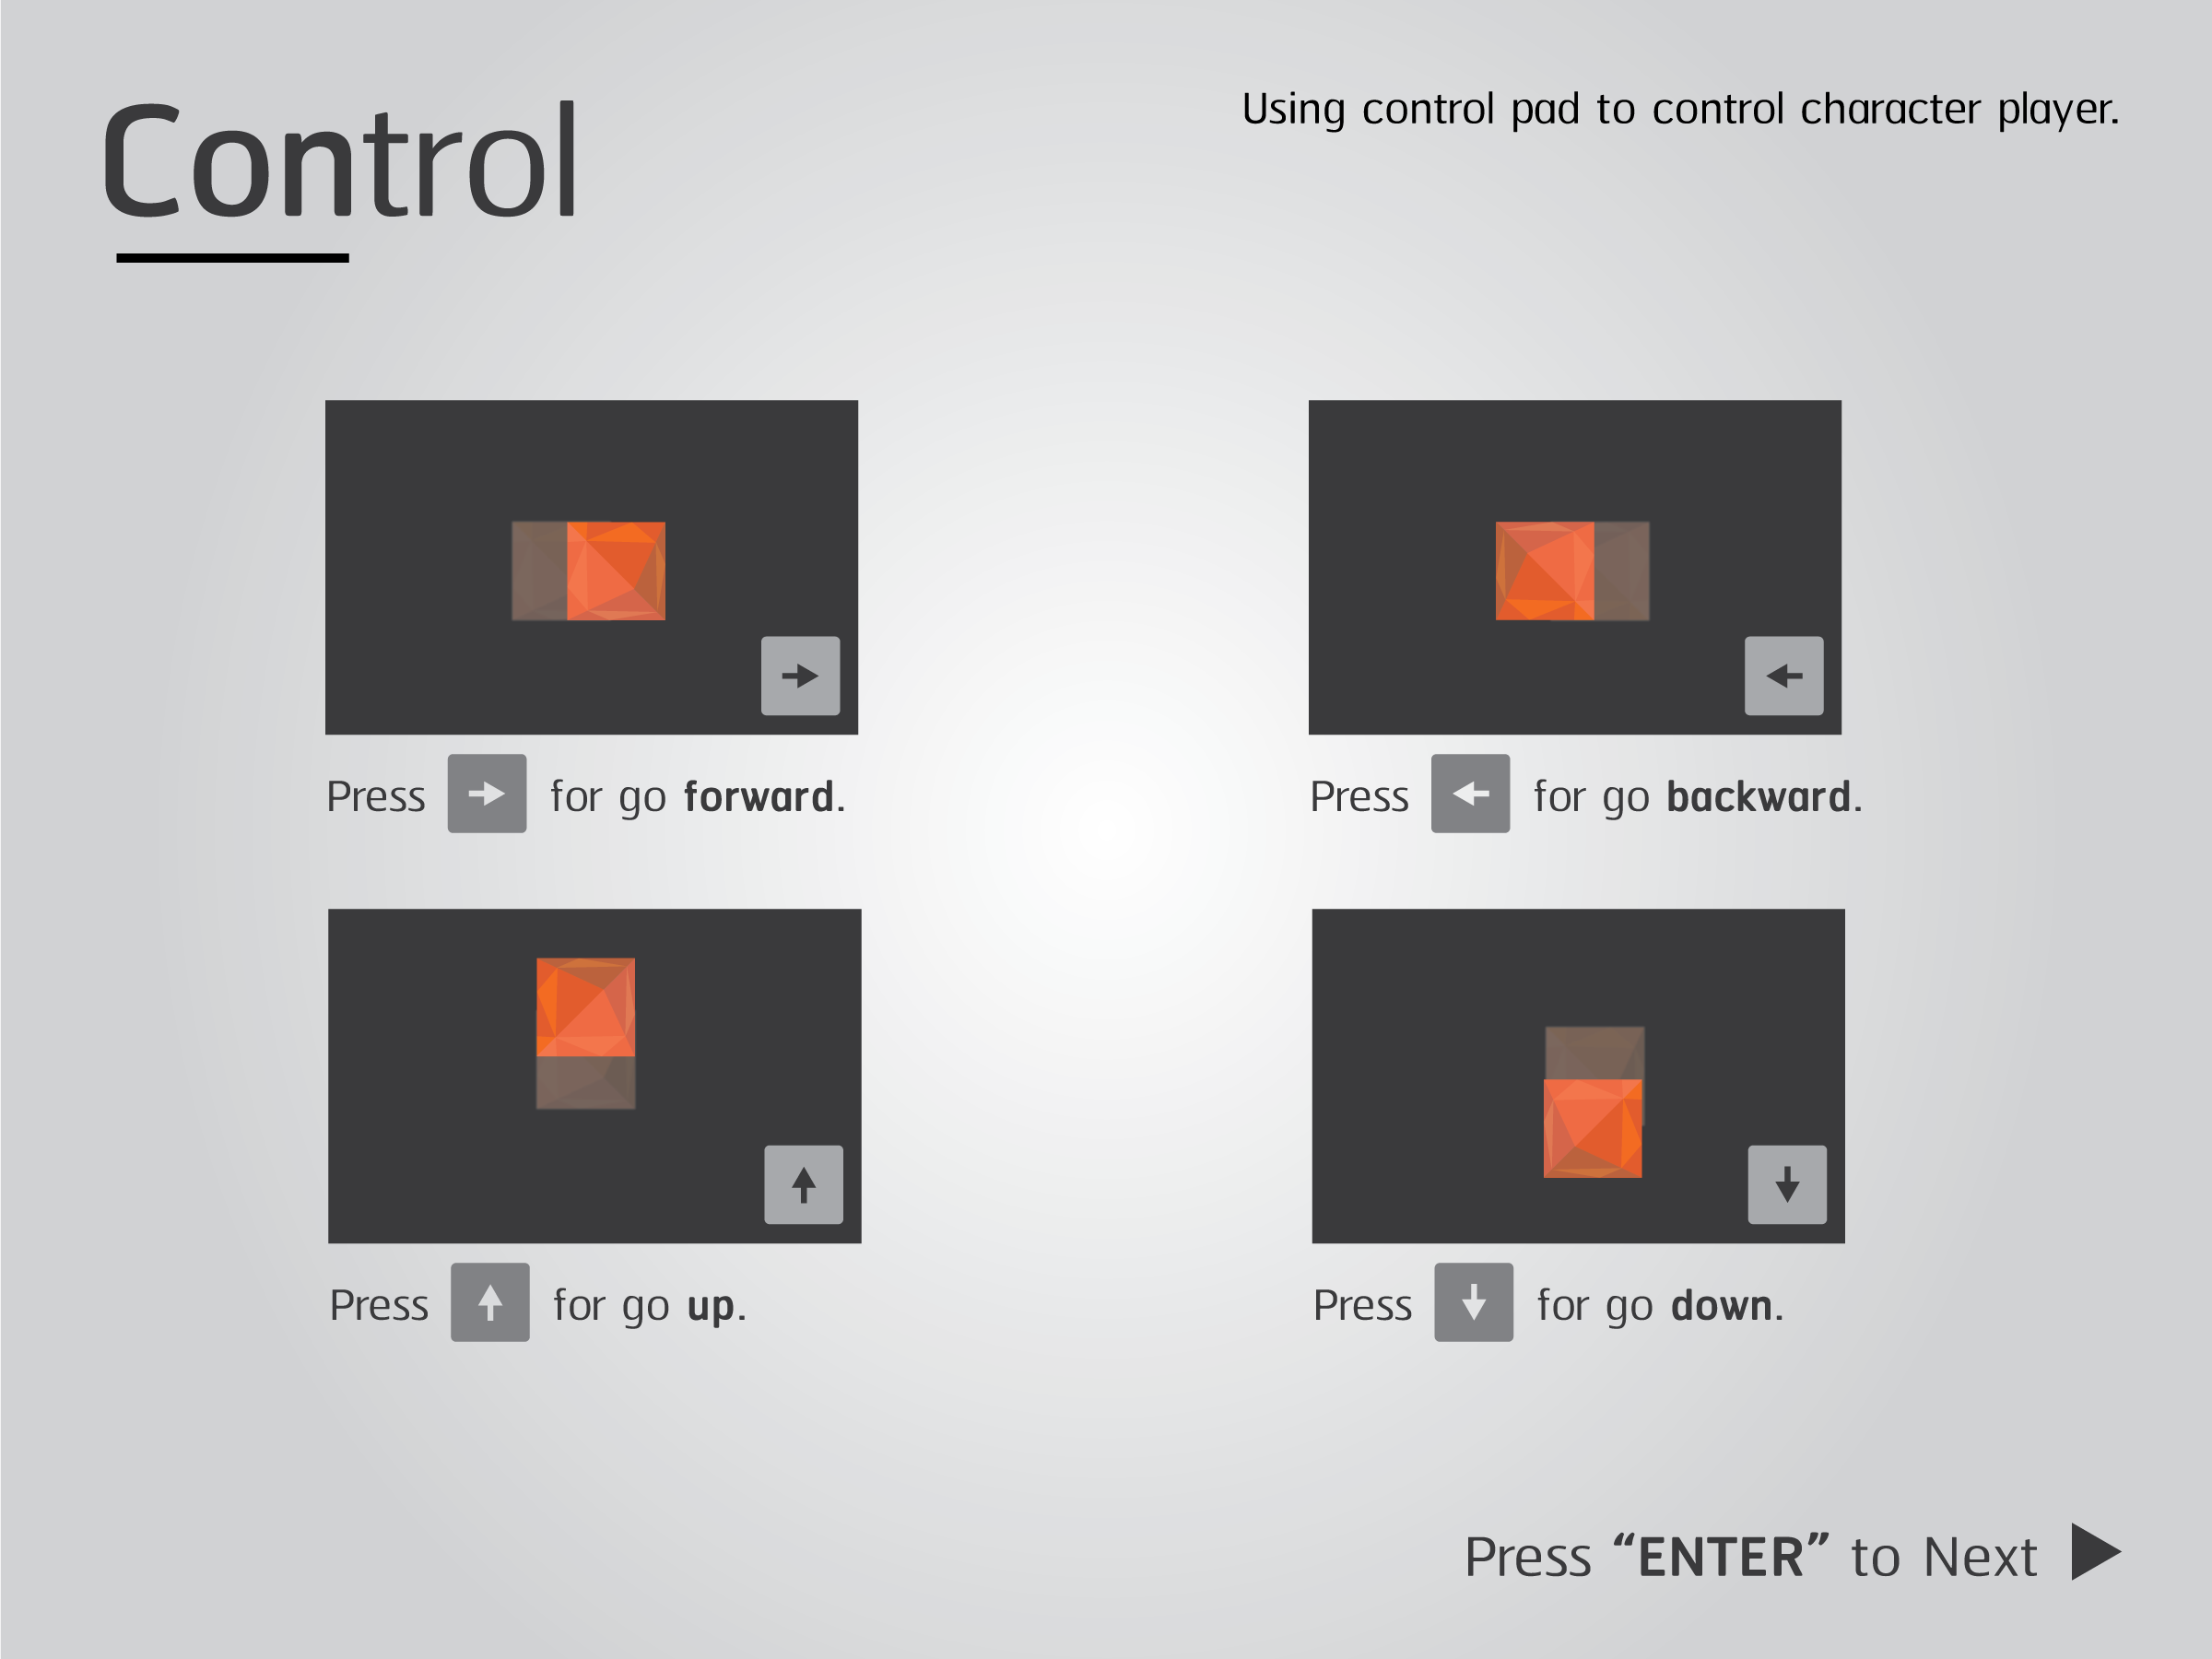 Control
Using control pad to control character player.
Press → for go forward.
Press ← for go backward.
Press ↑ for go up.
Press ↓ for go down.
Press “ENTER” to Next